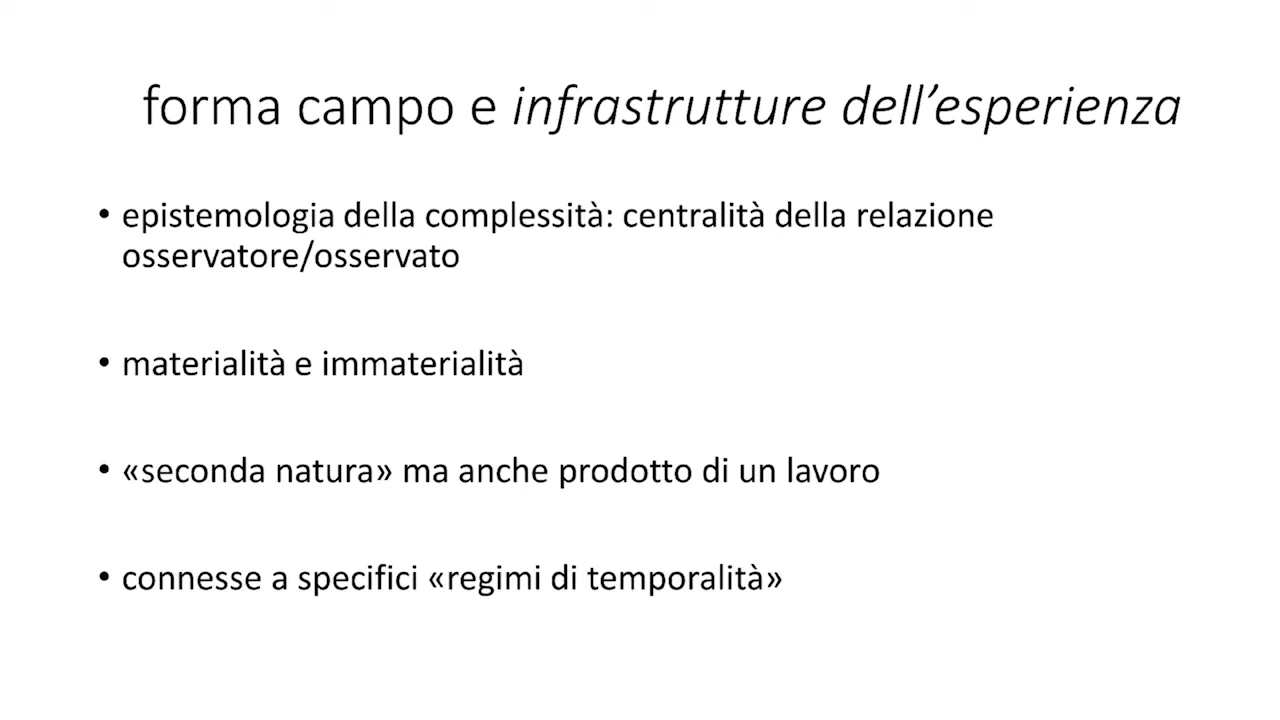 forma campo e infrastrutture dell’esperienza
• epistemologia della complessità: centralità della relazione
osservatore/osservato
• materialità e immaterialità
• «seconda natura» ma anche prodotto di un lavoro
• connesse a specifici «regimi di temporalità»